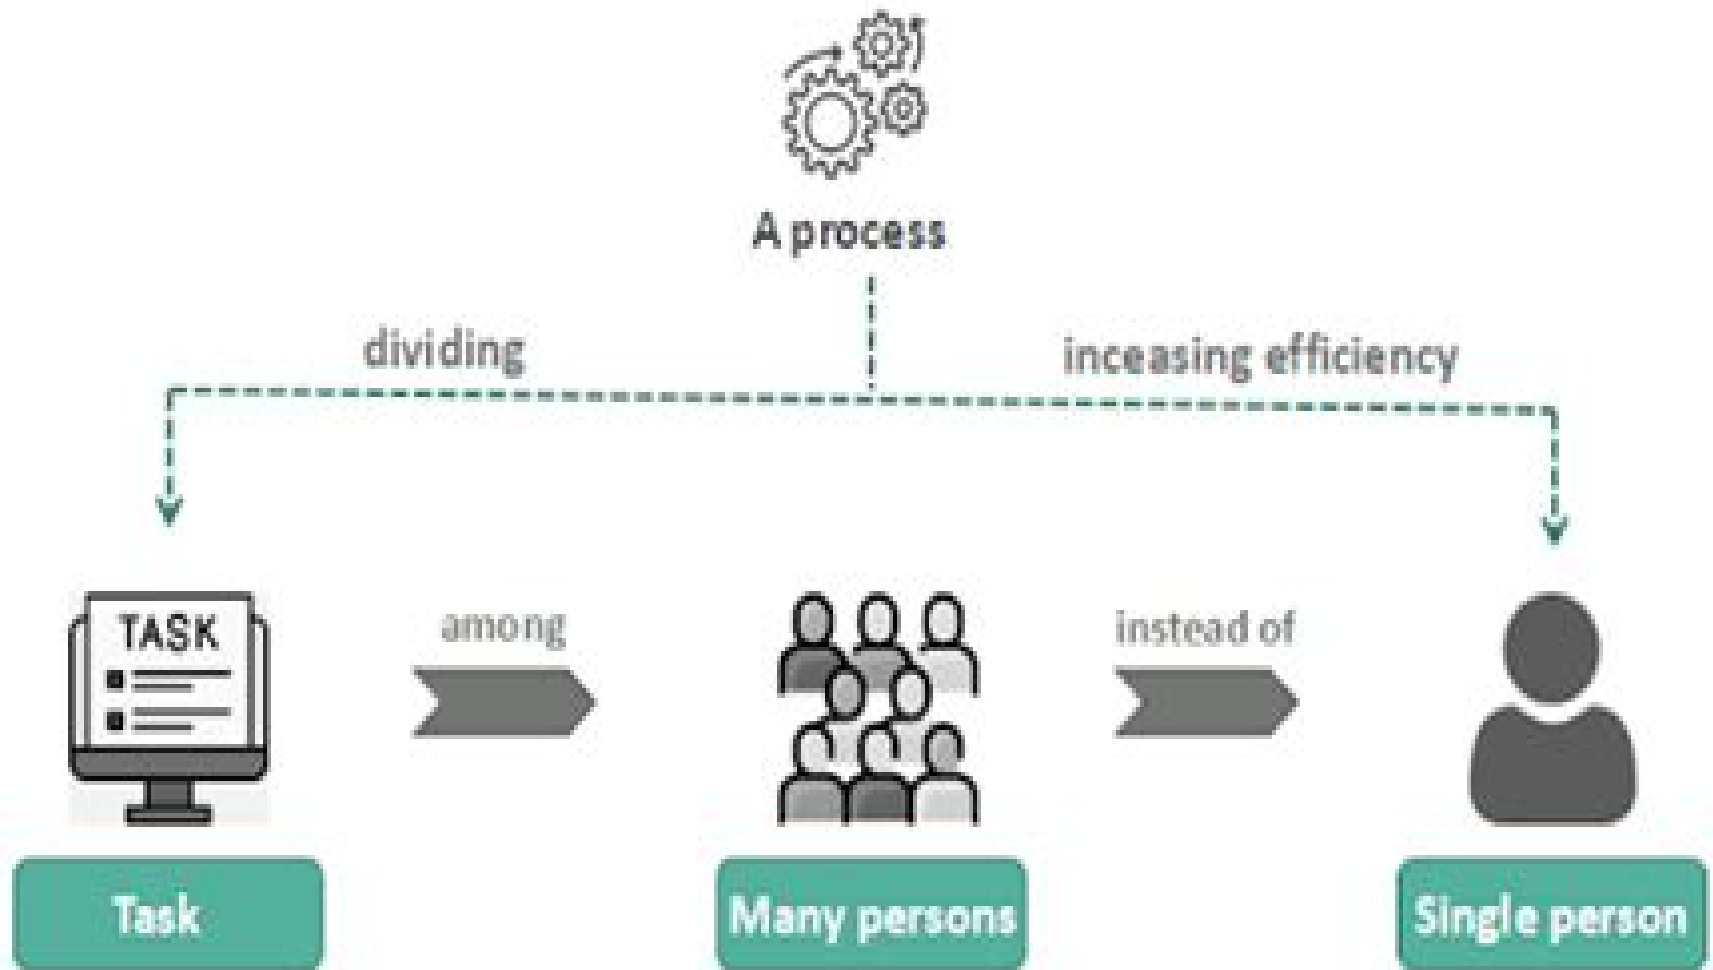 A process
dividing
inceasing efficiency
TASK
among
instead of
Task
Many persons
Single person